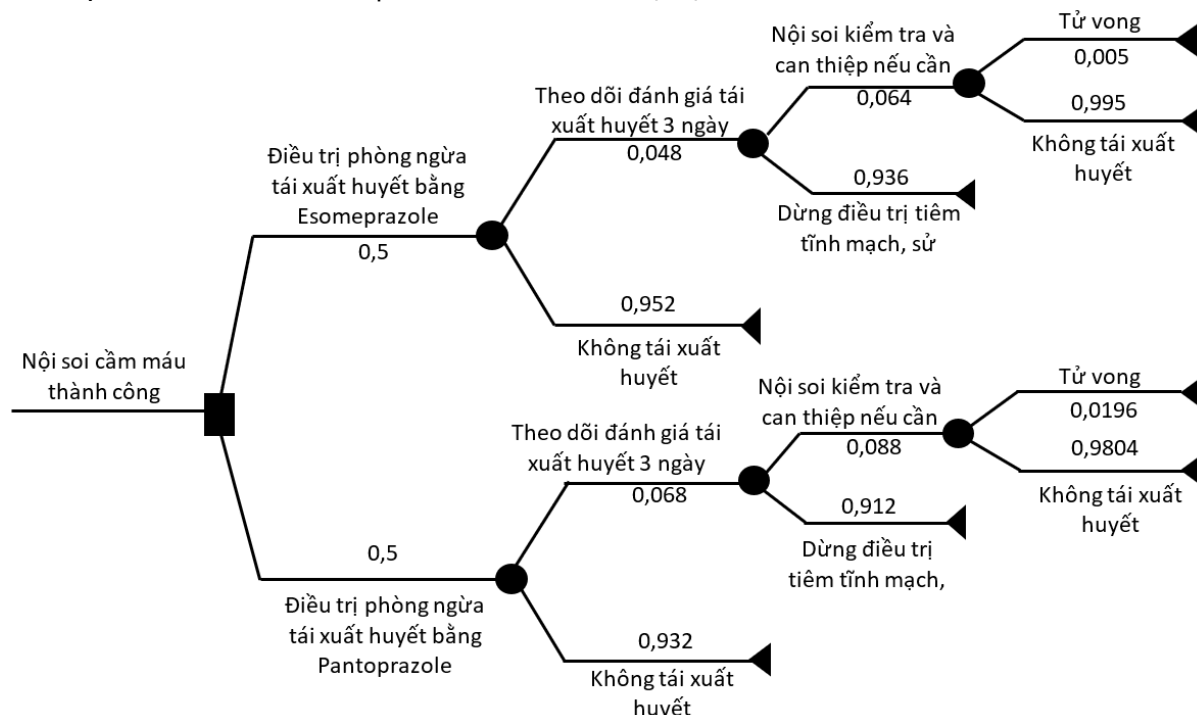 Tử vong
0,005
0,995
Không tái xuất
huyết
Nội soi kiểm tra và
can thiệp nếu cần
0,064
Theo dõi đánh giá tái
xuất huyết 3 ngày
0,048
0,936
Dừng điều trị tiêm
tĩnh mạch, sử
Điều trị phòng ngừa
tái xuất huyết bằng
Esomeprazole
0,5
0,952
Không tái xuất
huyết
Nội soi cầm máu
thành công
Tử vong
0,0196
0,9804
Không tái xuất
huyết
Nội soi kiểm tra và
can thiệp nếu cần
0,088
Theo dõi đánh giá tái
xuất huyết 3 ngày
0,068
0,912
Dừng điều trị
tiêm tĩnh mạch,
0,5
Điều trị phòng ngừa
tái xuất huyết bằng
Pantoprazole
0,932
Không tái xuất
huyết